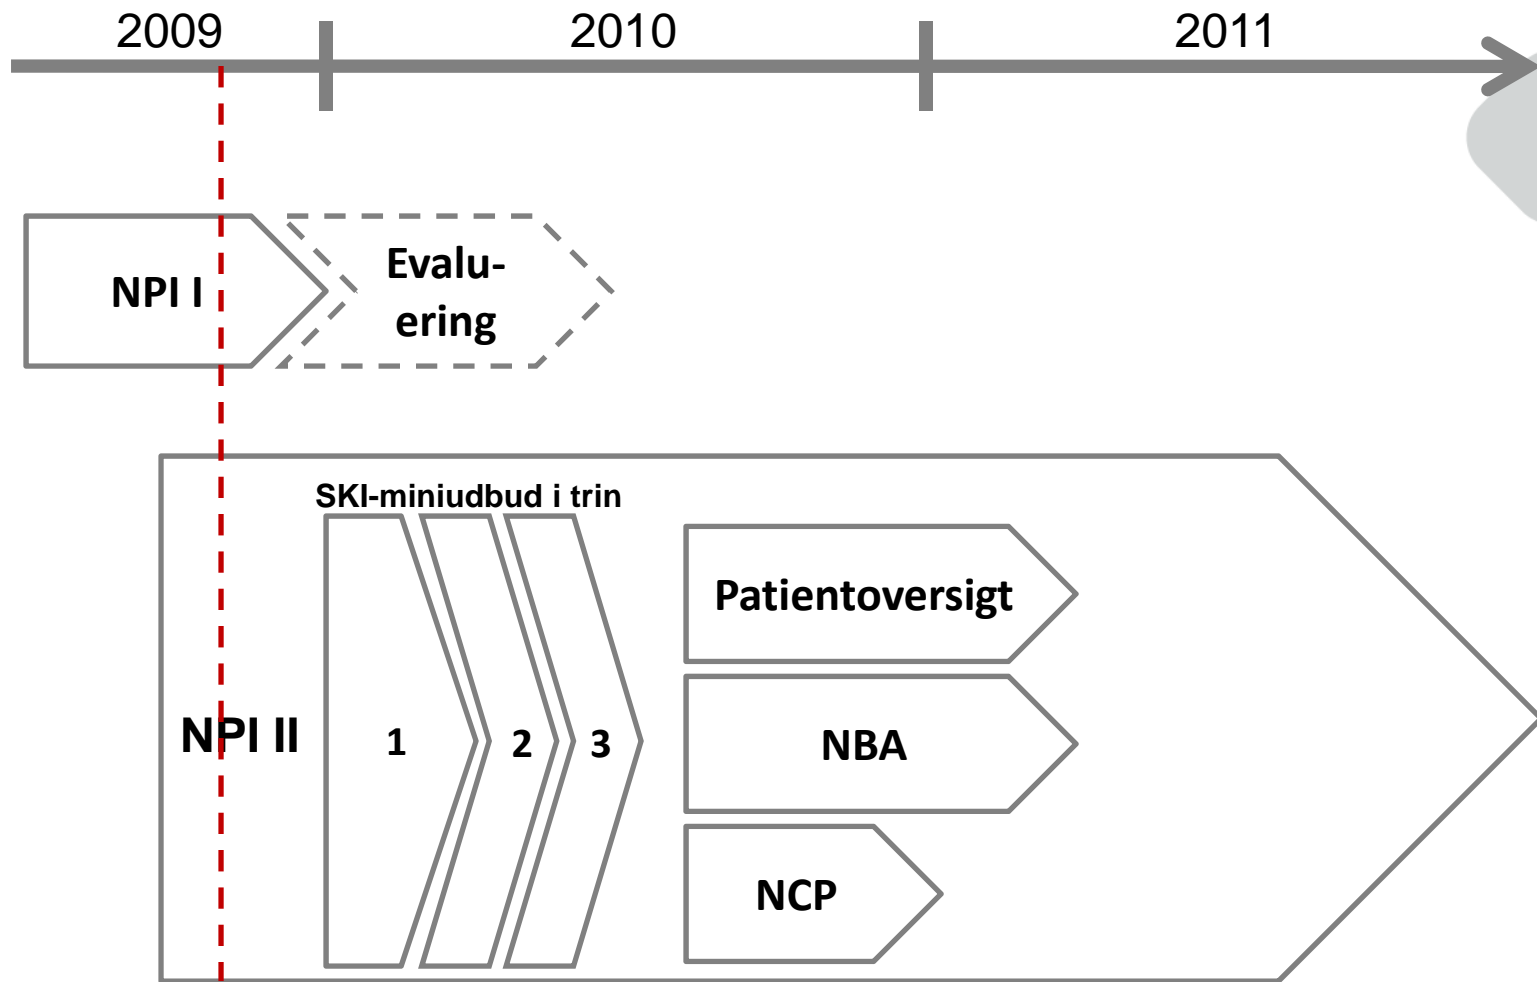 2009
2010
2011
NPI I
Evalu-
ering
SKI-miniudbud i trin
NPI II
1
2
3
Patientoversigt
NBA
NCP